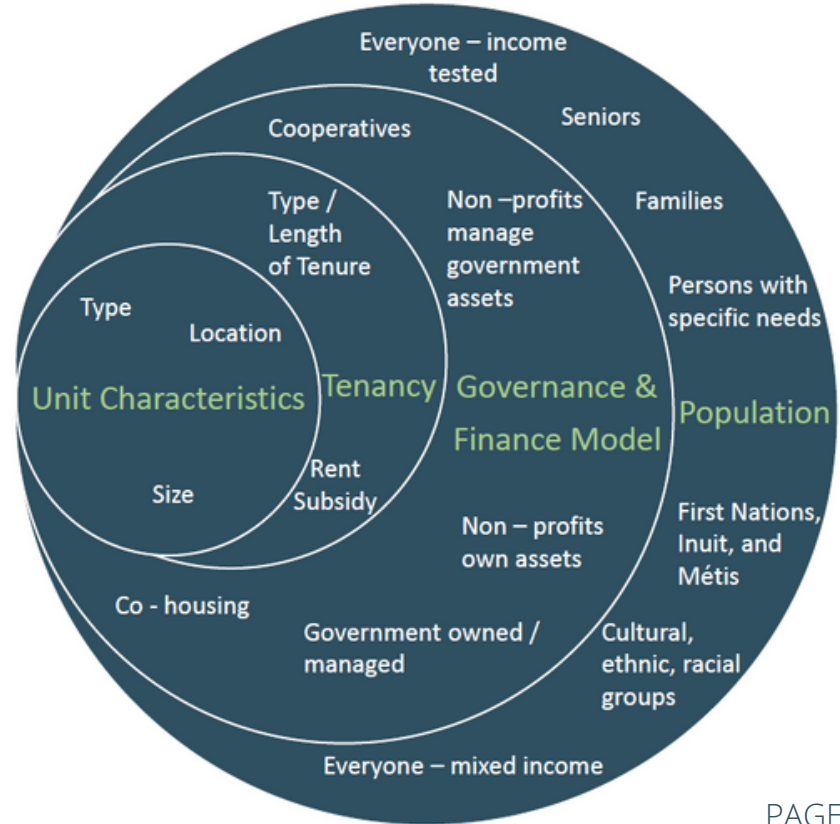 Everyone – income
tested
Seniors
Cooperatives
Families
Type /
Length
of Tenure
Non –profits
manage
government
assets
Persons with
specific needs
Type
Location
Unit Characteristics
Tenancy
Governance &
Finance Model
Population
Size
Rent
Subsidy
Non – profits
own assets
First Nations,
Inuit, and
Métis
Co - housing
Government owned /
managed
Cultural,
ethnic, racial
groups
Everyone – mixed income
PAGE